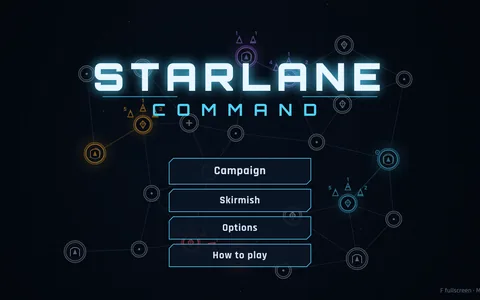 STARLANE
COMMAND
Campaign
Skirmish
Options
How to play
F fullscreen · M